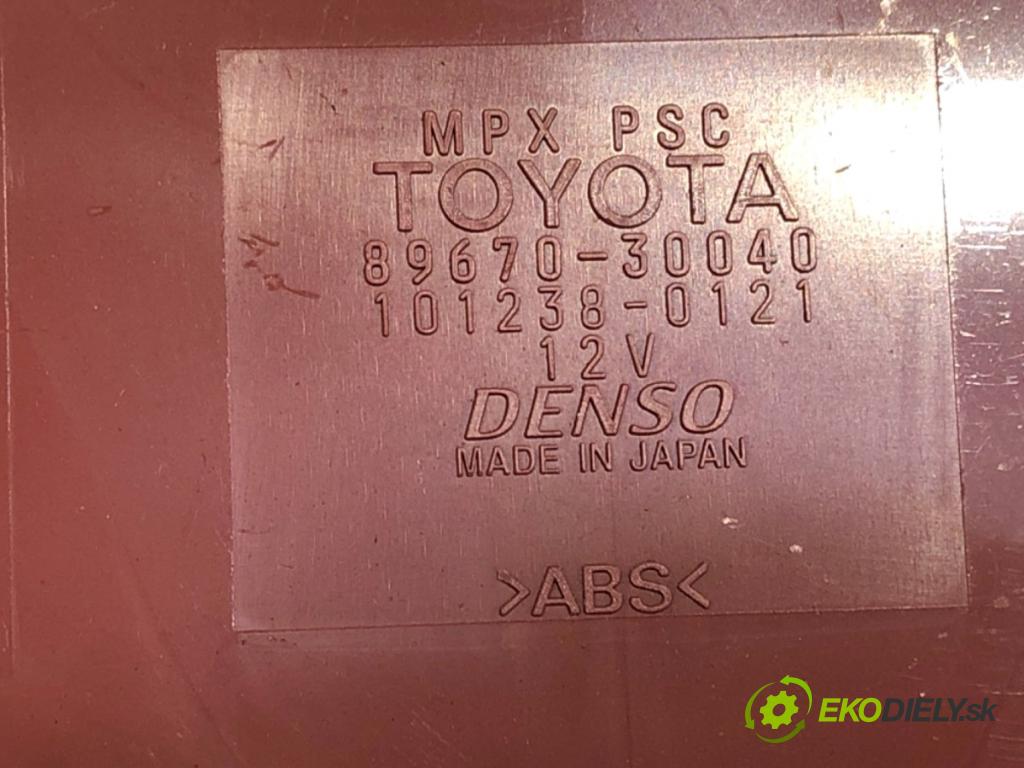 MPX PSC
TOYOTA
89670-30040
101238-0121
12V
DENSO
MADE IN JAPAN
>ABS<
EKODIELY.sk